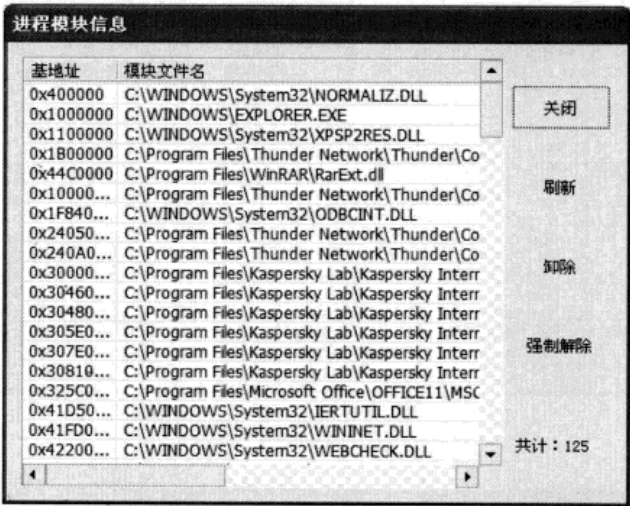 进程模块信息
基地址 模块文件名
0x400000 C:\WINDOWS\System32\NORMALIZ.DLL
0x1000000 C:\WINDOWS\EXPLORER.EXE
0x1100000 C:\WINDOWS\System32\XPSP2RES.DLL
0x1B00000 C:\Program Files\Thunder Network\Thunder\Co
0x44C0000 C:\Program Files\WinRAR\RarExt.dll
0x10000... C:\Program Files\Thunder Network\Thunder\Co
0x1F840... C:\WINDOWS\System32\ODBCINT.DLL
0x24050... C:\Program Files\Thunder Network\Thunder\Co
0x240A0... C:\Program Files\Thunder Network\Thunder\Co
0x30000... C:\Program Files\Kaspersky Lab\Kaspersky Interr
0x30460... C:\Program Files\Kaspersky Lab\Kaspersky Interr
0x30480... C:\Program Files\Kaspersky Lab\Kaspersky Interr
0x305E0... C:\Program Files\Kaspersky Lab\Kaspersky Interr
0x307E0... C:\Program Files\Kaspersky Lab\Kaspersky Interr
0x30810... C:\Program Files\Kaspersky Lab\Kaspersky Interr
0x325C0... C:\Program Files\Microsoft Office\OFFICE11\MSC
0x41D50... C:\WINDOWS\System32\IERTUTIL.DLL
0x41FD0... C:\WINDOWS\System32\WININET.DLL
0x42200... C:\WINDOWS\System32\WEBCHECK.DLL
关闭
刷新
卸除
强制解除
共计：125